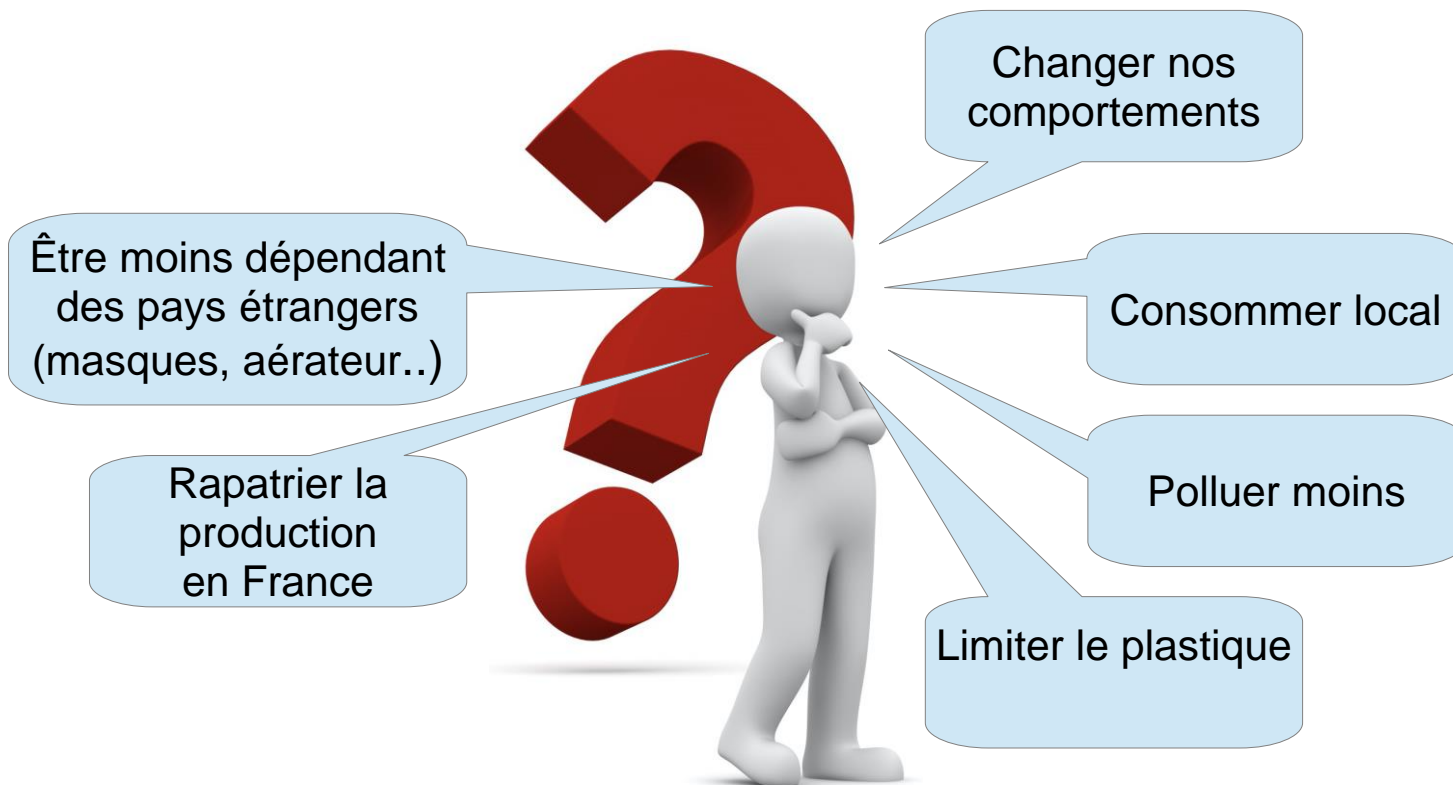 Changer nos
comportements
Être moins dépendant
des pays étrangers
(masques, aérateur..)
Consommer local
Rapatrier la
production
en France
Polluer moins
Limiter le plastique